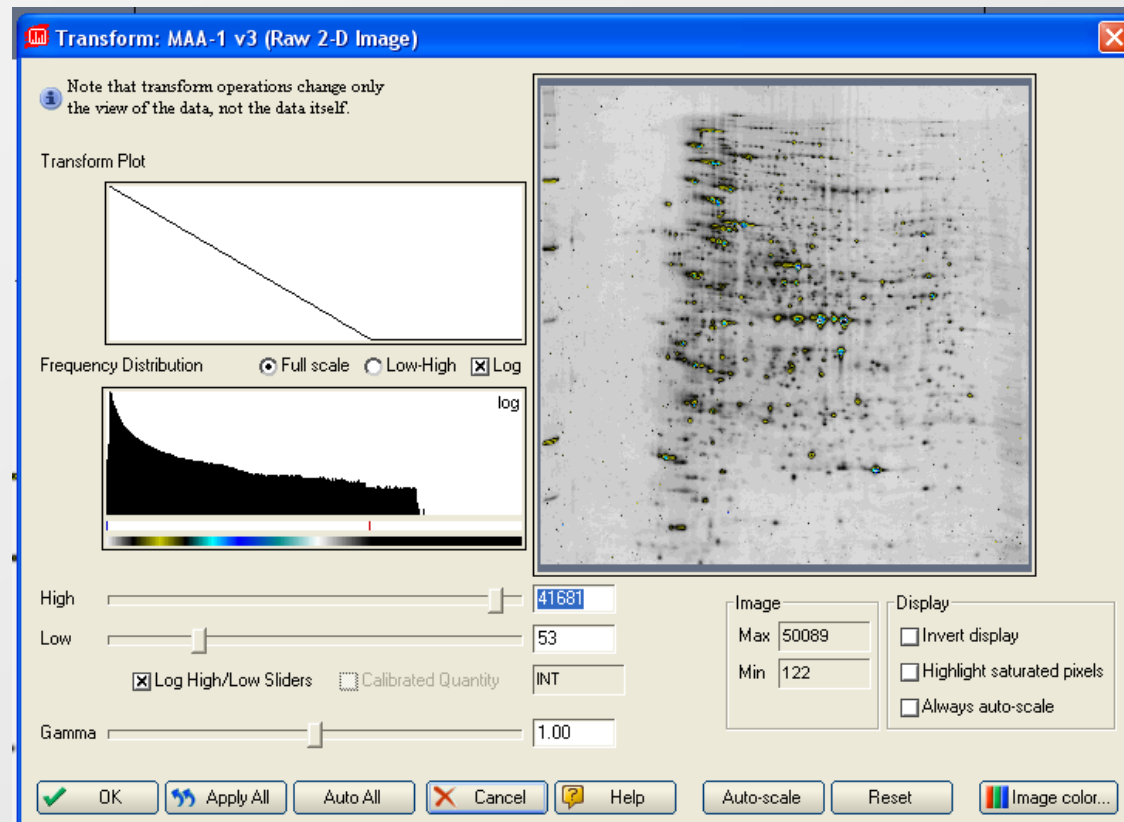 Transform: MAA-1 v3 (Raw 2-D Image)
Note that transform operations change only
the view of the data, not the data itself.
Transform Plot
Frequency Distribution Full scale Low-High Log
log
High 41681
Low 53
Log High/Low Sliders Calibrated Quantity INT
Gamma 1.00
Image
Max 50089
Min 122
Display
Invert display
Highlight saturated pixels
Always auto-scale
OK Apply All Auto All Cancel Help Auto-scale Reset Image color...